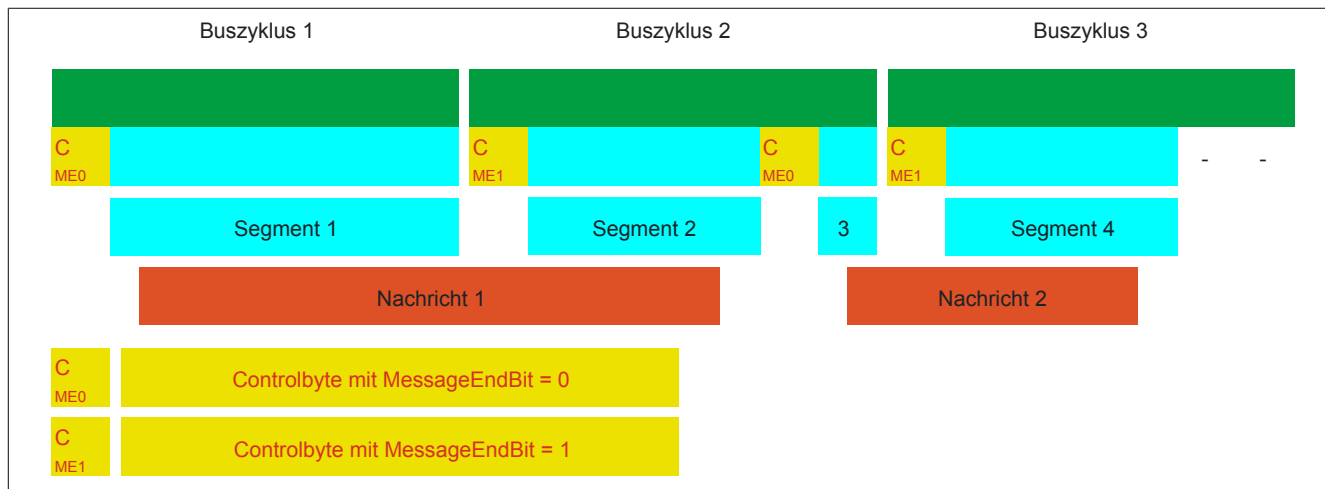 Buszyklus 1 Buszyklus 2 Buszyklus 3
C C C C
ME0 ME1 ME0 ME1 - -
Segment 1 Segment 2 3 Segment 4
Nachricht 1 Nachricht 2
C
ME0 Controlbyte mit MessageEndBit = 0
C
ME1 Controlbyte mit MessageEndBit = 1